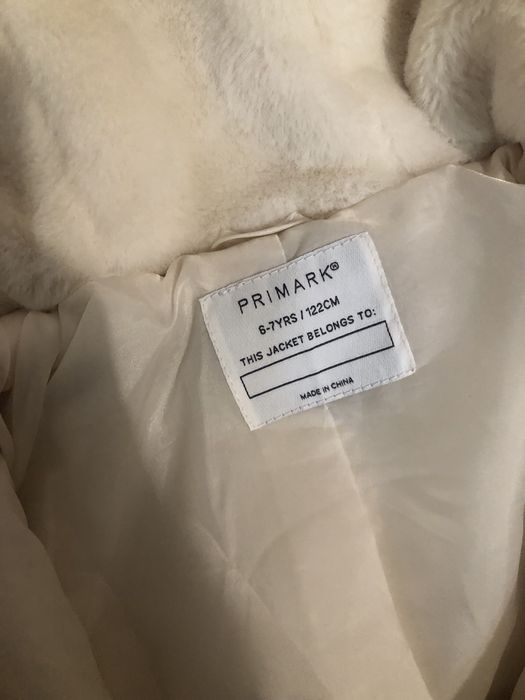 PRIMARK®
6-7YRS / 122CM
THIS JACKET BELONGS TO:
MADE IN CHINA